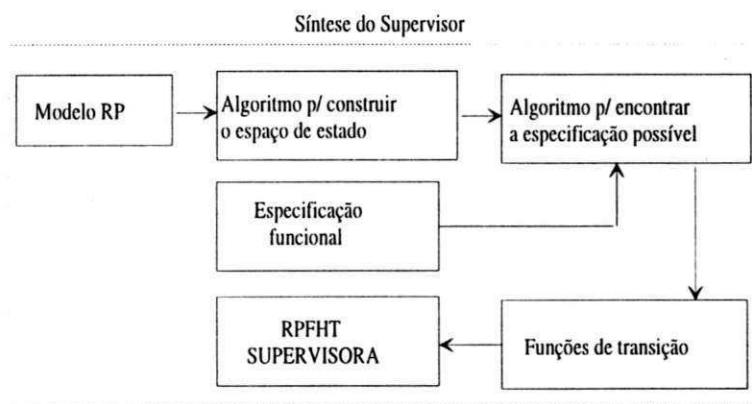 Síntese do Supervisor
Modelo RP
Algoritmo p/ construir
o espaço de estado
Algoritmo p/ encontrar
a especificação possível
Especificação
funcional
RPFHT
SUPERVISORA
Funções de transição